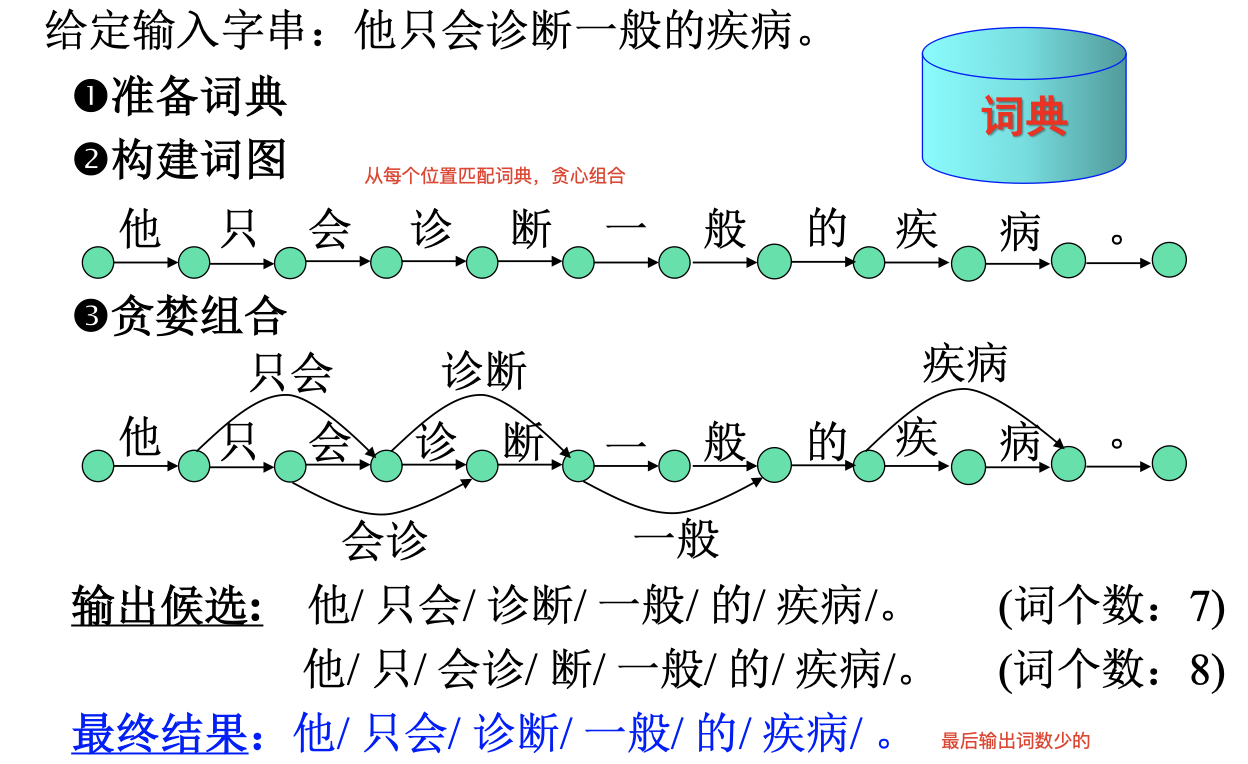 给定输入字串：他只会诊断一般的疾病。
❶准备词典
词典
❷构建词图
从每个位置匹配词典，贪心组合
他 只 会 诊 断 一 般 的 疾 病 。
❸贪婪组合
只会 诊断 疾病
他 只 会 诊 断 一 般 的 疾 病 。
会诊 一般
输出候选: 他/ 只会/ 诊断/ 一般/ 的/ 疾病/。 (词个数：7)
他/ 只/ 会诊/ 断/ 一般/ 的/ 疾病/。 (词个数：8)
最终结果：他/ 只会/ 诊断/ 一般/ 的/ 疾病/ 。
最后输出词数少的